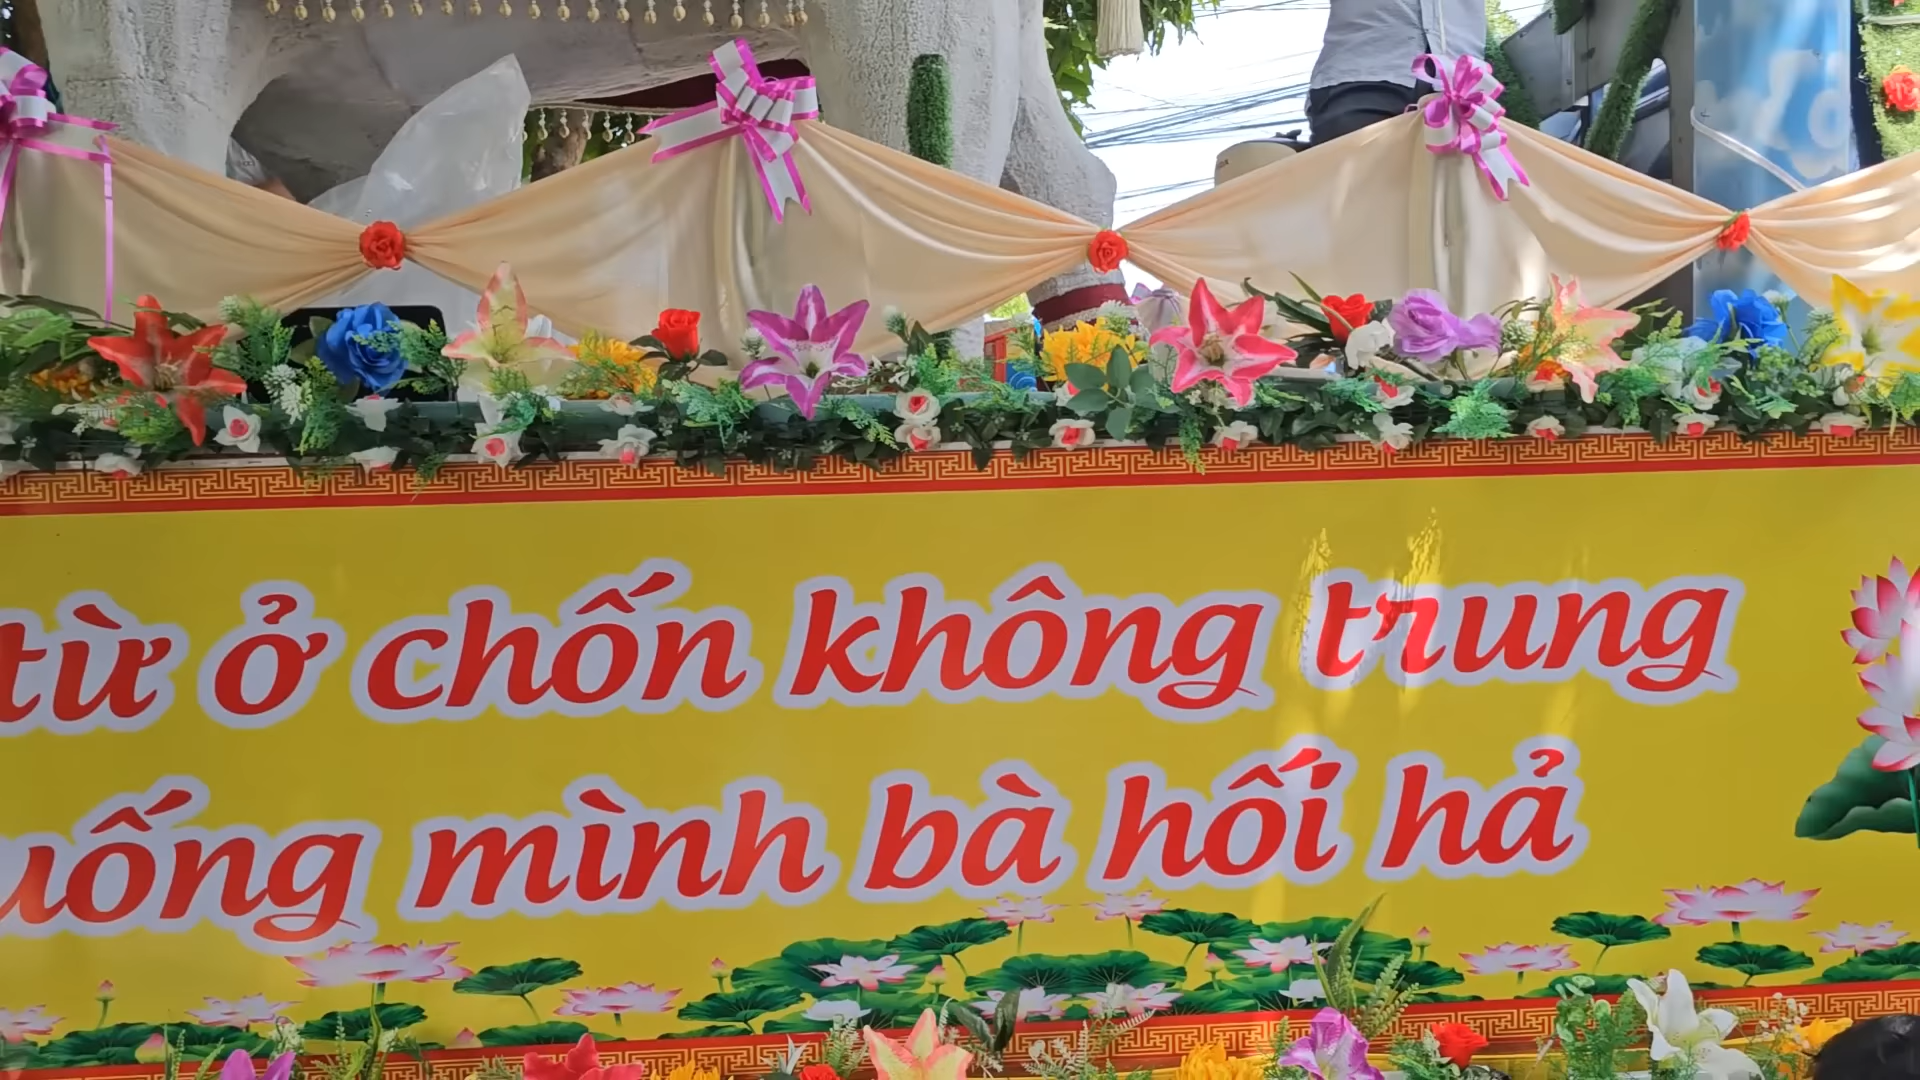 từ ở chốn không trung
uống mình bà hối hả